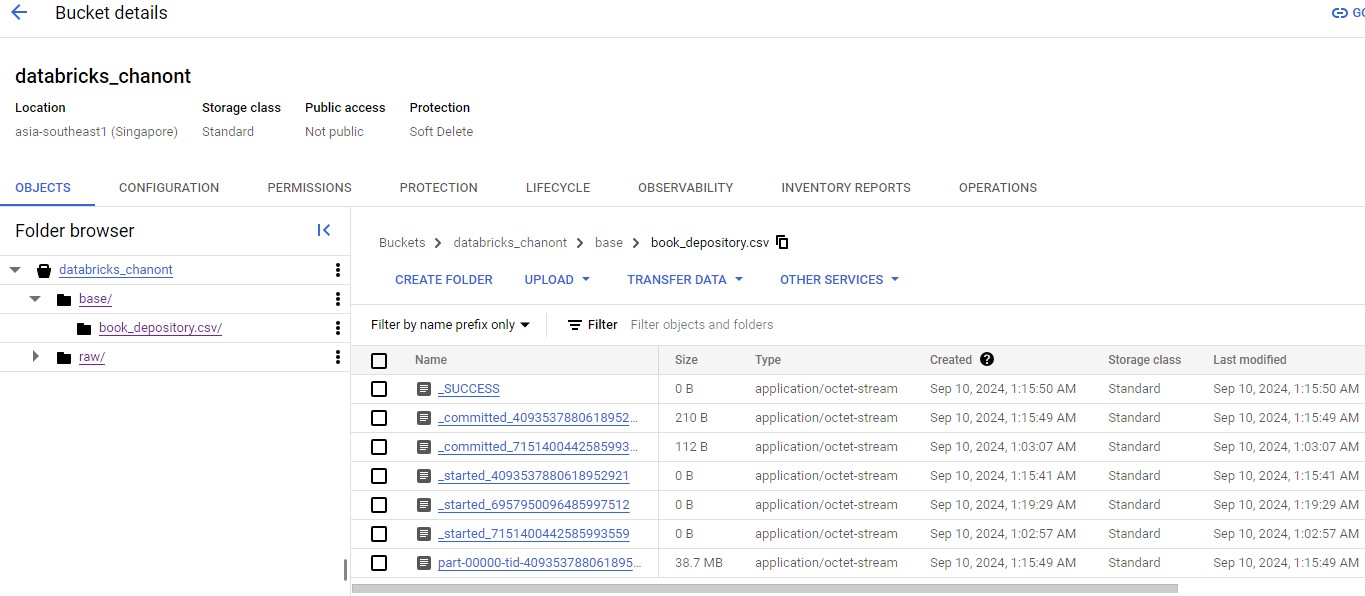 Bucket details
GO
databricks_chanont
Location Storage class Public access Protection
asia-southeast1 (Singapore) Standard Not public Soft Delete
OBJECTS CONFIGURATION PERMISSIONS PROTECTION LIFECYCLE OBSERVABILITY INVENTORY REPORTS OPERATIONS
Folder browser
databricks_chanont
base/
book_depository.csv/
raw/
Buckets > databricks_chanont > base > book_depository.csv
CREATE FOLDER UPLOAD TRANSFER DATA OTHER SERVICES
Filter by name prefix only Filter Filter objects and folders
Name Size Type Created Storage class Last modified
_SUCCESS 0 B application/octet-stream Sep 10, 2024, 1:15:50 AM Standard Sep 10, 2024, 1:15:50 AM
_committed_4093537880618952... 210 B application/octet-stream Sep 10, 2024, 1:15:49 AM Standard Sep 10, 2024, 1:15:49 AM
_committed_7151400442585993... 112 B application/octet-stream Sep 10, 2024, 1:03:07 AM Standard Sep 10, 2024, 1:03:07 AM
_started_4093537880618952921 0 B application/octet-stream Sep 10, 2024, 1:15:41 AM Standard Sep 10, 2024, 1:15:41 AM
_started_6957950096485997512 0 B application/octet-stream Sep 10, 2024, 1:19:29 AM Standard Sep 10, 2024, 1:19:29 AM
_started_7151400442585993559 0 B application/octet-stream Sep 10, 2024, 1:02:57 AM Standard Sep 10, 2024, 1:02:57 AM
part-00000-tid-409353788061895... 38.7 MB application/octet-stream Sep 10, 2024, 1:15:49 AM Standard Sep 10, 2024, 1:15:49 AM